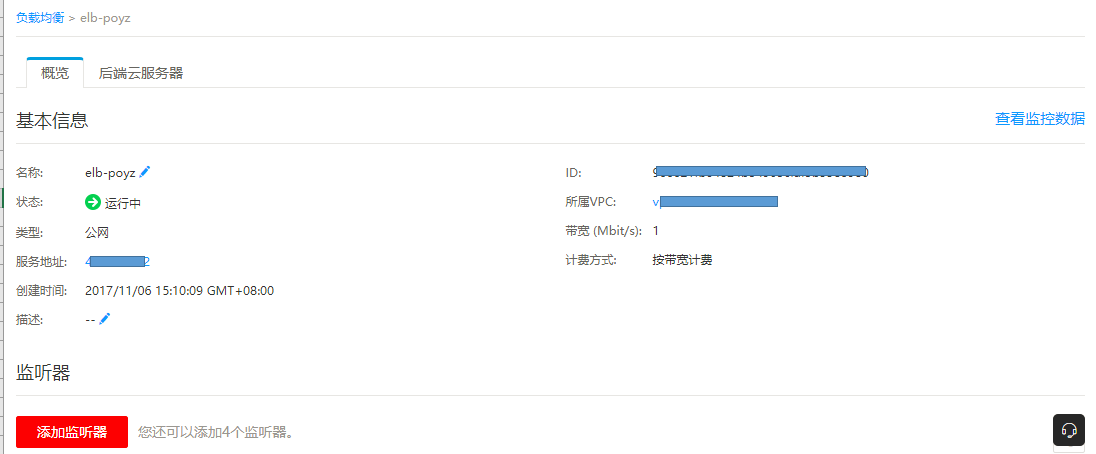 负载均衡 > elb-poyz
概览 后端云服务器
基本信息 查看监控数据
名称: elb-poyz ID:
状态: 运行中 所属VPC:
类型: 公网 带宽 (Mbit/s): 1
服务地址: 计费方式: 按带宽计费
创建时间: 2017/11/06 15:10:09 GMT+08:00
描述: --
监听器
添加监听器 您还可以添加4个监听器。